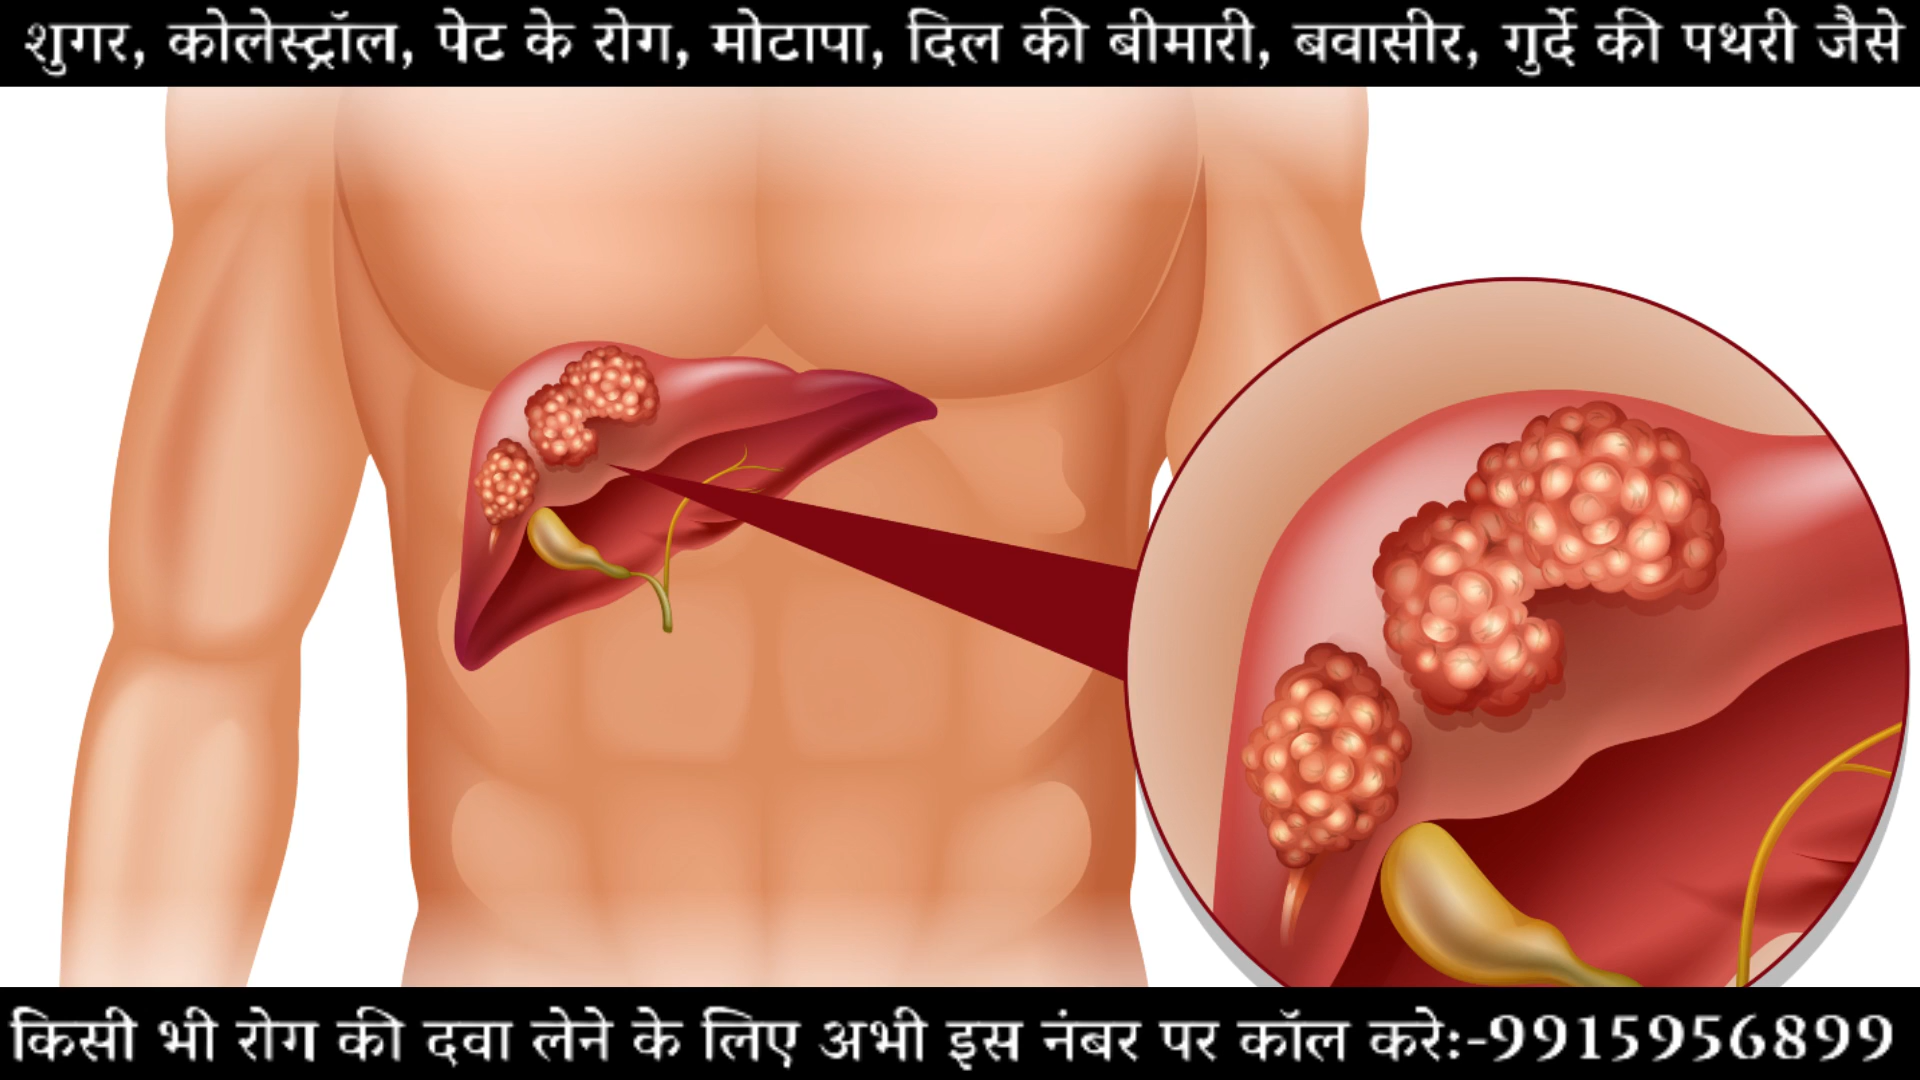 शुगर, कोलेस्ट्रॉल, पेट के रोग, मोटापा, दिल की बीमारी, बवासीर, गुर्दे की पथरी जैसे
किसी भी रोग की दवा लेने के लिए अभी इस नंबर पर कॉल करे:-9915956899